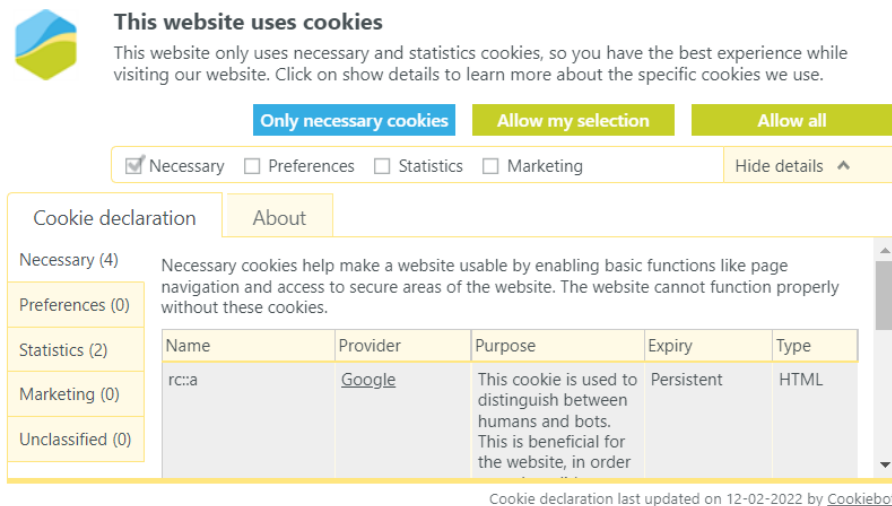 This website uses cookies
This website only uses necessary and statistics cookies, so you have the best experience while
visiting our website. Click on show details to learn more about the specific cookies we use.
Only necessary cookies
Allow my selection
Allow all
Necessary
Preferences
Statistics
Marketing
Hide details
Cookie declaration
About
Necessary (4)
Preferences (0)
Statistics (2)
Marketing (0)
Unclassified (0)
Necessary cookies help make a website usable by enabling basic functions like page
navigation and access to secure areas of the website. The website cannot function properly
without these cookies.
Name Provider Purpose Expiry Type
rc::a Google This cookie is used to Persistent HTML
distinguish between
humans and bots.
This is beneficial for
the website, in order
Cookie declaration last updated on 12-02-2022 by Cookiebot